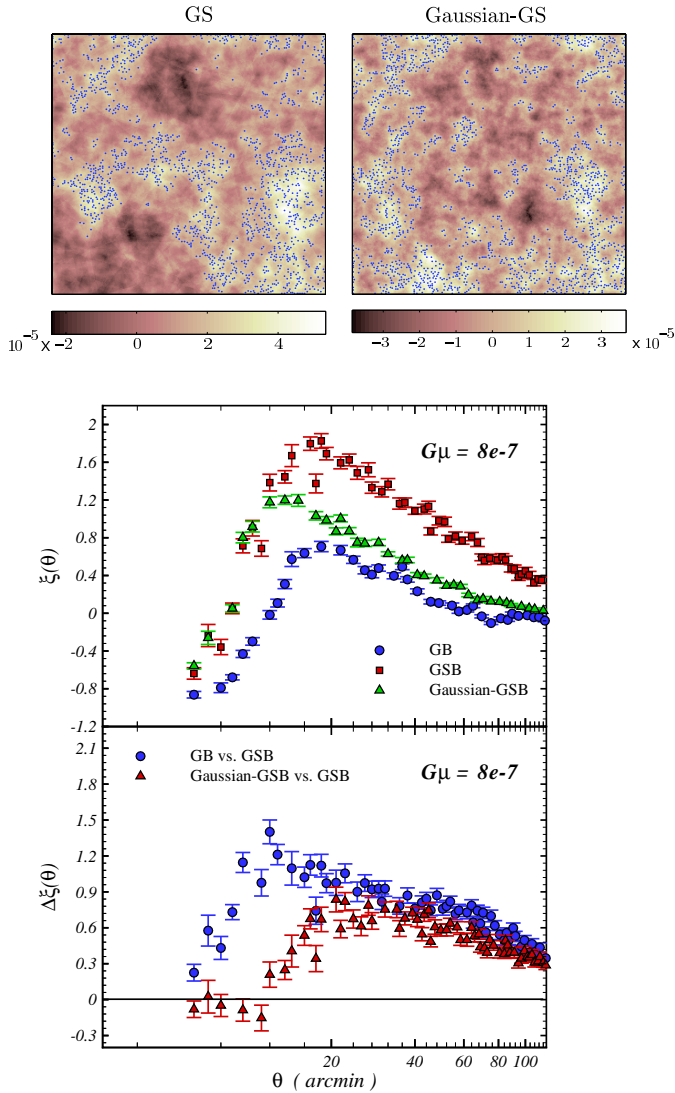 GS Gaussian-GS
10⁻⁵ x −2 0 2 4
−3 −2 −1 0 1 2 3 x 10⁻⁵
2
1.6
1.2
0.8
0.4
0
-0.4
-0.8
-1.2
ξ(θ)
Gμ = 8e-7
GB
GSB
Gaussian-GSB
2.1
1.8
1.5
1.2
0.9
0.6
0.3
0
-0.3
Δξ(θ)
GB vs. GSB
Gaussian-GSB vs. GSB
Gμ = 8e-7
20 40 60 80 100
θ ( arcmin )